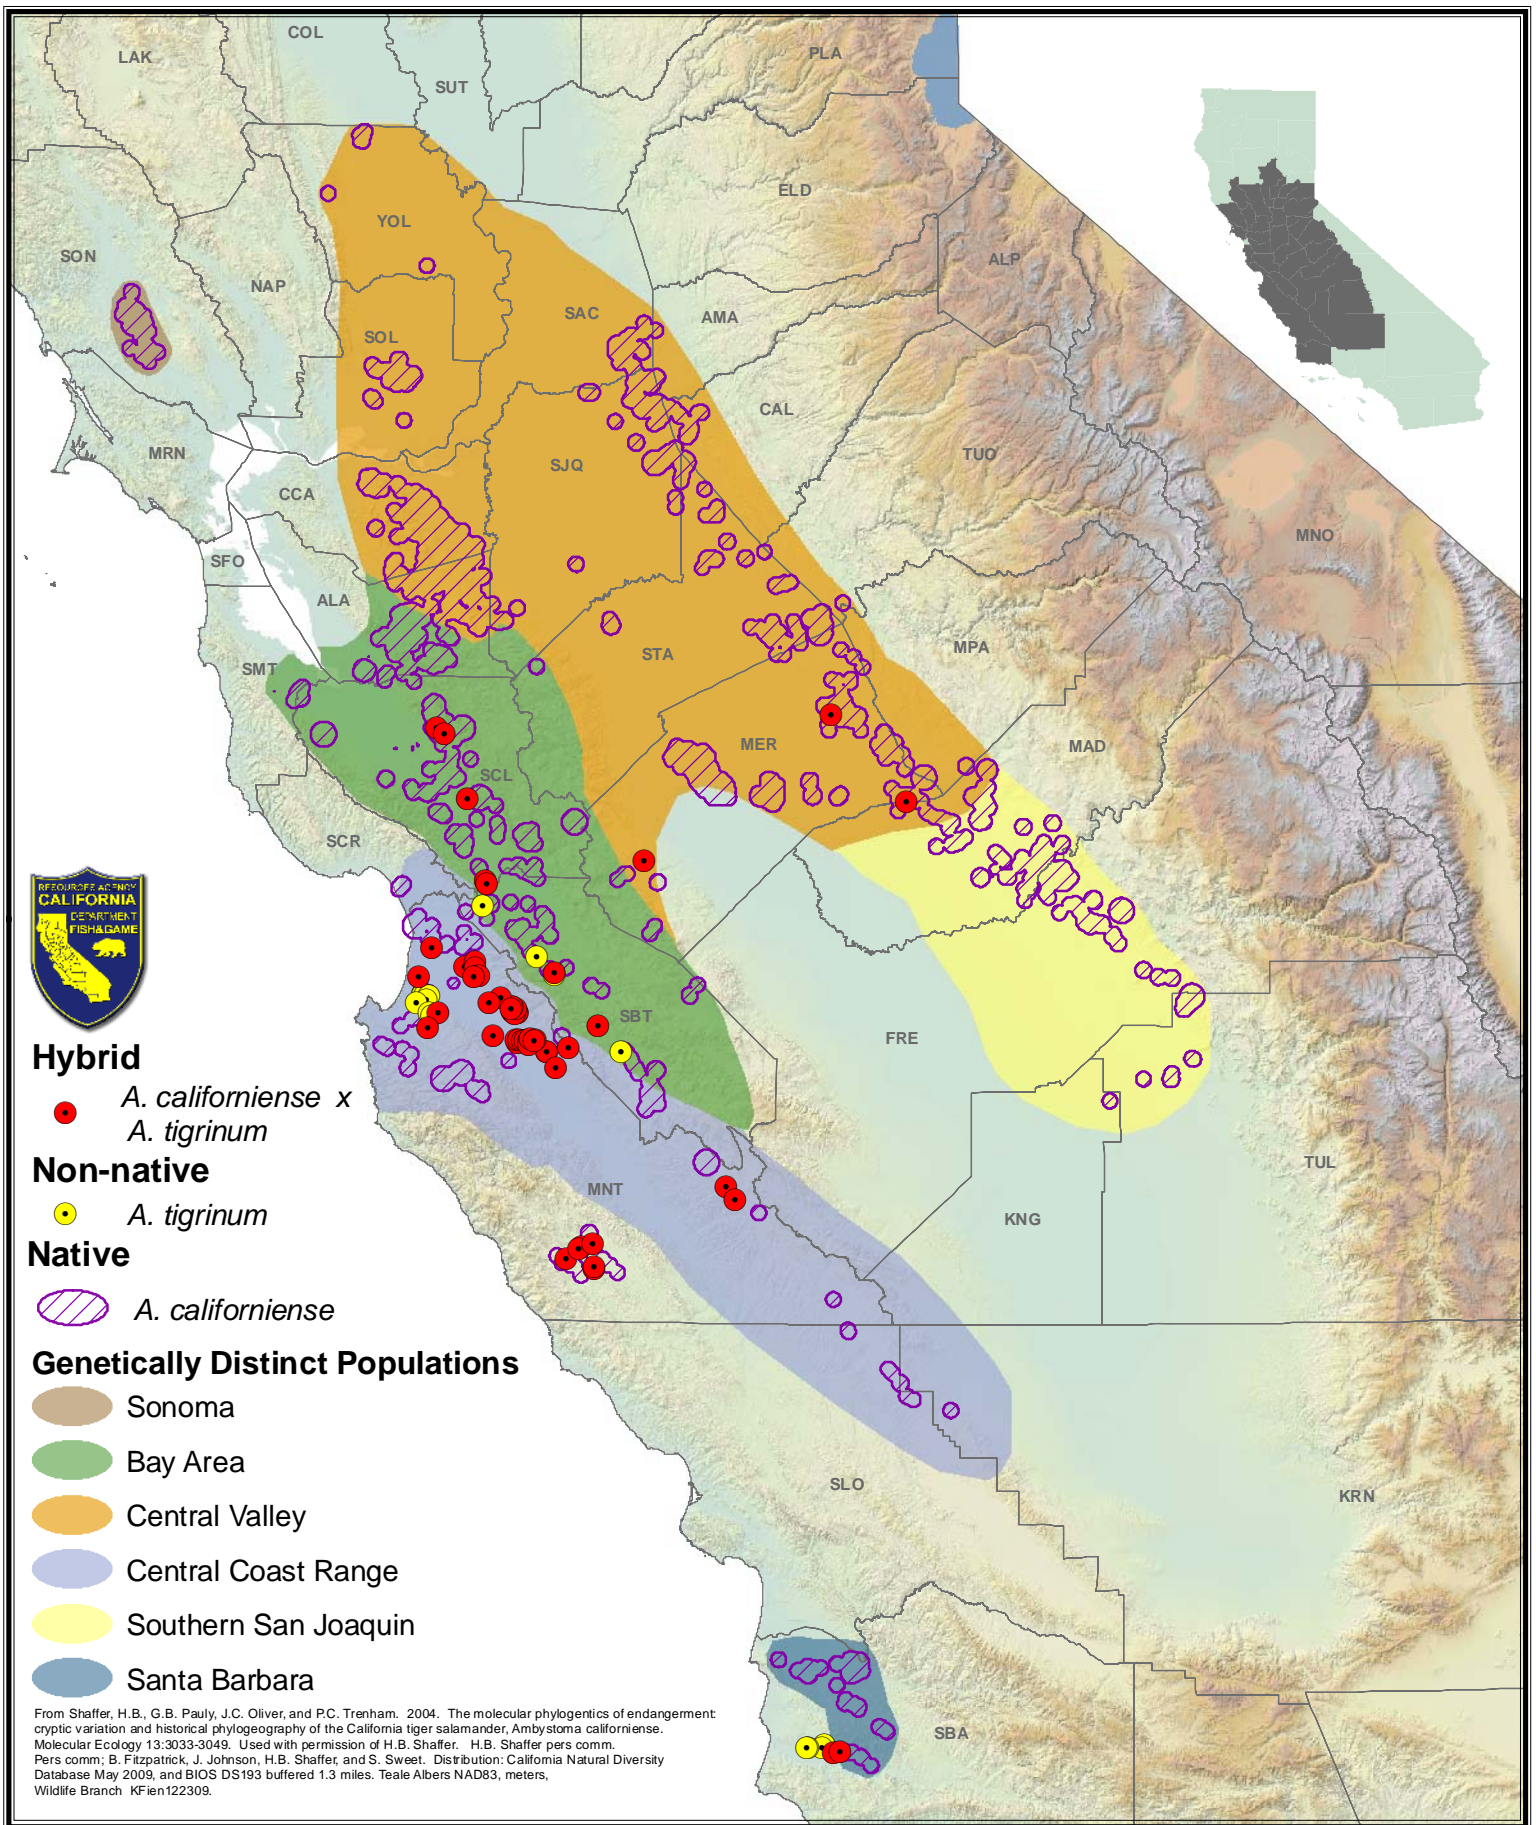 COL
LAK
PLA
SUT
ELD
YOL
SON
ALP
NAP
SAC
AMA
SOL
CAL
MRN
TUO
SJQ
CCA
MNO
SFO
ALA
MPA
STA
SMT
MER
MAD
SCL
SCR
RESOURCES AGENCY
CALIFORNIA
DEPARTMENT
FISH&GAME
SBT
FRE
Hybrid
A. californiense x
A. tigrinum
Non-native
A. tigrinum
Native
A. californiense
TUL
MNT
KNG
Genetically Distinct Populations
Sonoma
Bay Area
Central Valley
Central Coast Range
Southern San Joaquin
Santa Barbara
SLO
KRN
SBA
From Shaffer, H.B., G.B. Pauly, J.C. Oliver, and P.C. Trenham. 2004. The molecular phylogentics of endangerment:
cryptic variation and historical phylogeography of the California tiger salamander, Ambystoma californiense.
Molecular Ecology 13:3033-3049. Used with permission of H.B. Shaffer. H.B. Shaffer pers comm.
Pers comm; B. Fitzpatrick, J. Johnson, H.B. Shaffer, and S. Sweet. Distribution: California Natural Diversity
Database May 2009, and BIOS DS193 buffered 1.3 miles. Teale Albers NAD83, meters,
Wildlife Branch KFien122309.